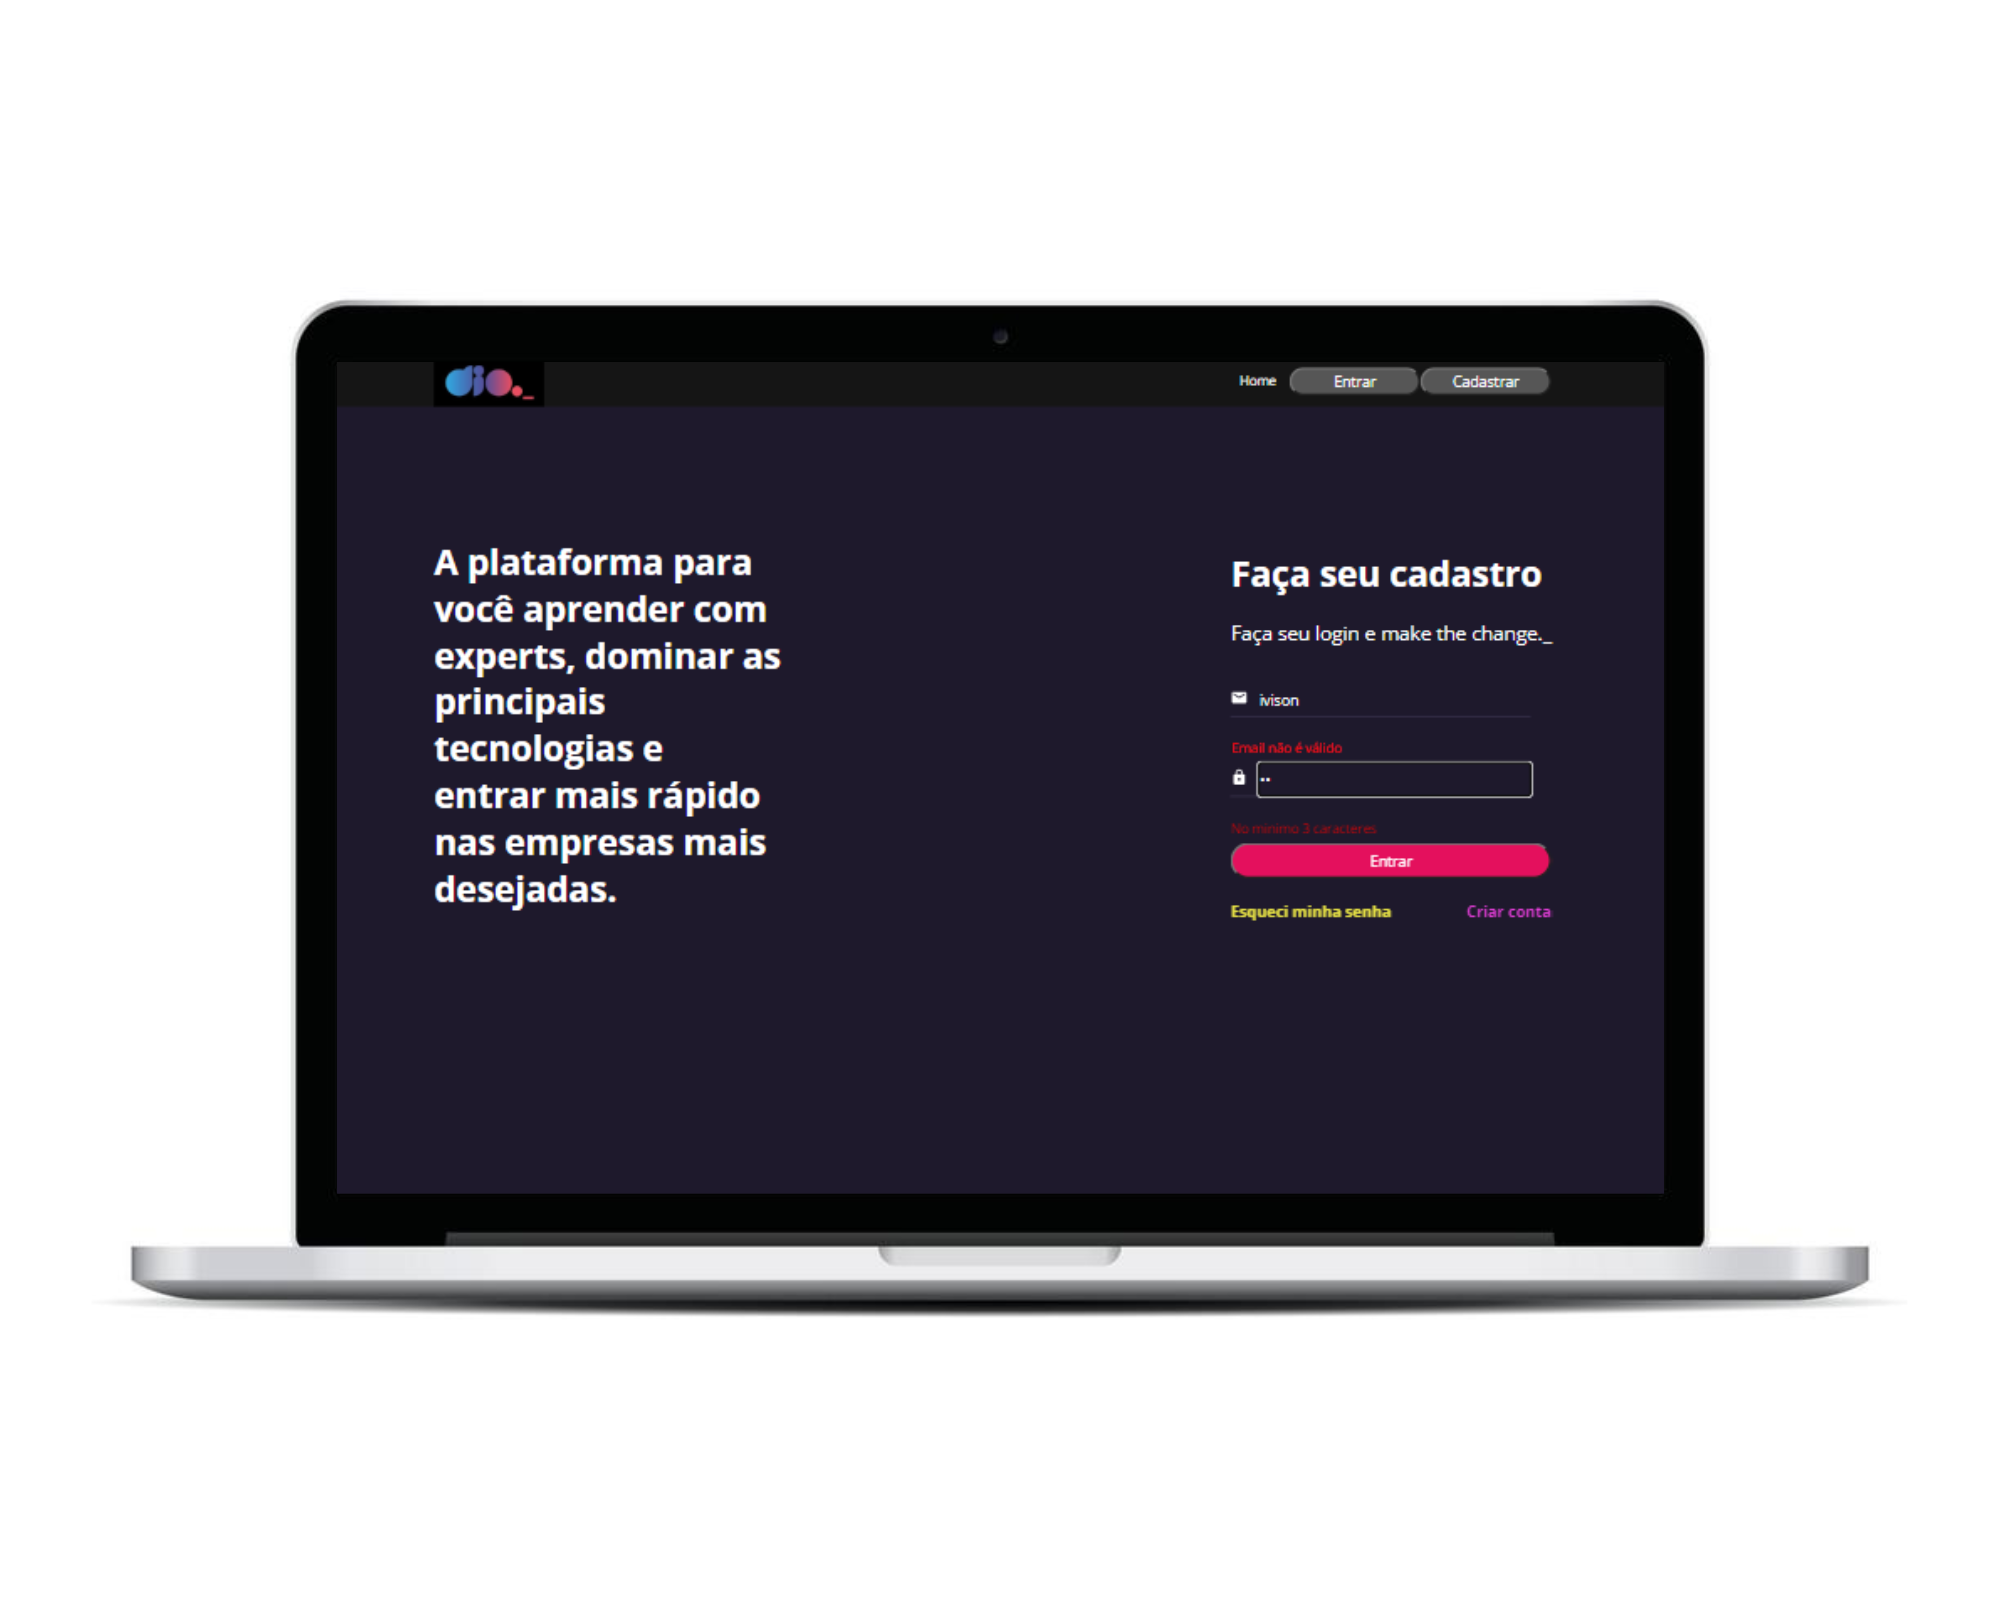 dio._
Home Entrar Cadastrar
A plataforma para
você aprender com
experts, dominar as
principais
tecnologias e
entrar mais rápido
nas empresas mais
desejadas.
Faça seu cadastro
Faça seu login e make the change._
ivison
Email não é válido
••
No minimo 3 caracteres
Entrar
Esqueci minha senha Criar conta